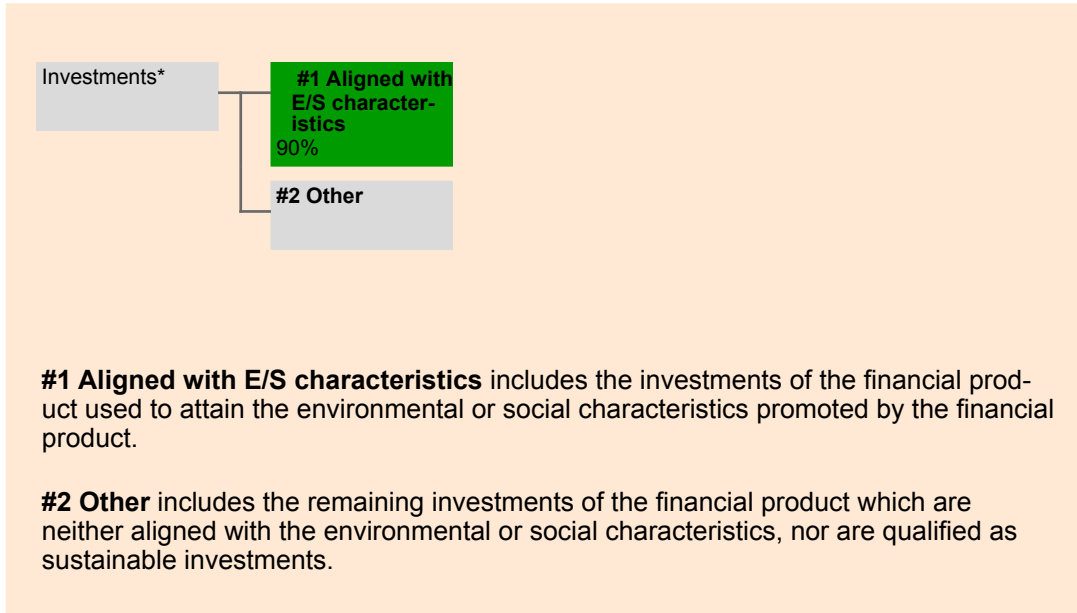 Investments*
#1 Aligned with
E/S character-
istics
90%
#2 Other
#1 Aligned with E/S characteristics includes the investments of the financial prod-
uct used to attain the environmental or social characteristics promoted by the financial
product.
#2 Other includes the remaining investments of the financial product which are
neither aligned with the environmental or social characteristics, nor are qualified as
sustainable investments.